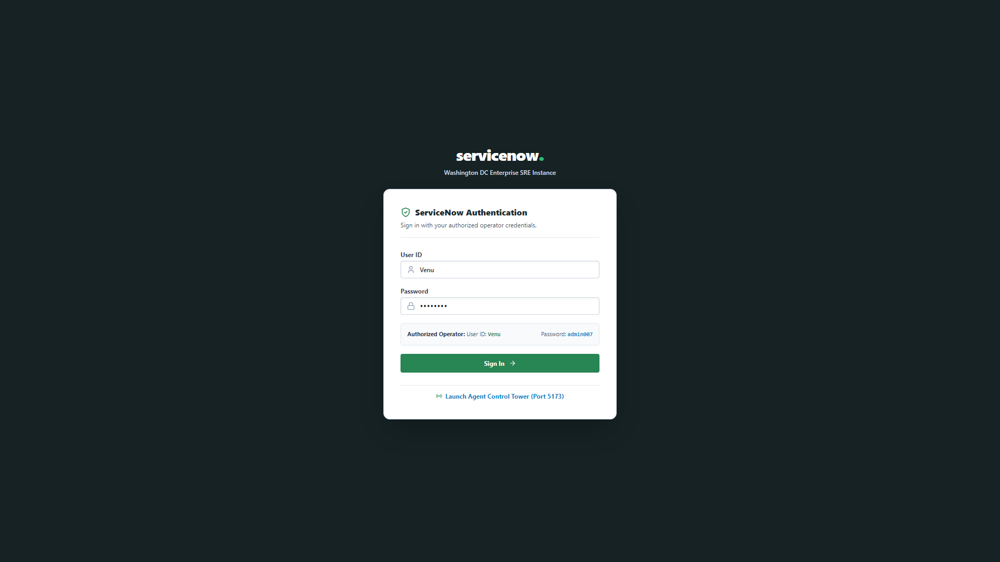 servicenow.
Washington DC Enterprise SRE Instance
ServiceNow Authentication
Sign in with your authorized operator credentials.
User ID
Venu
Password
••••••••
Authorized Operator: User ID: Venu Password: admin007
Sign In →
Launch Agent Control Tower (Port 5173)